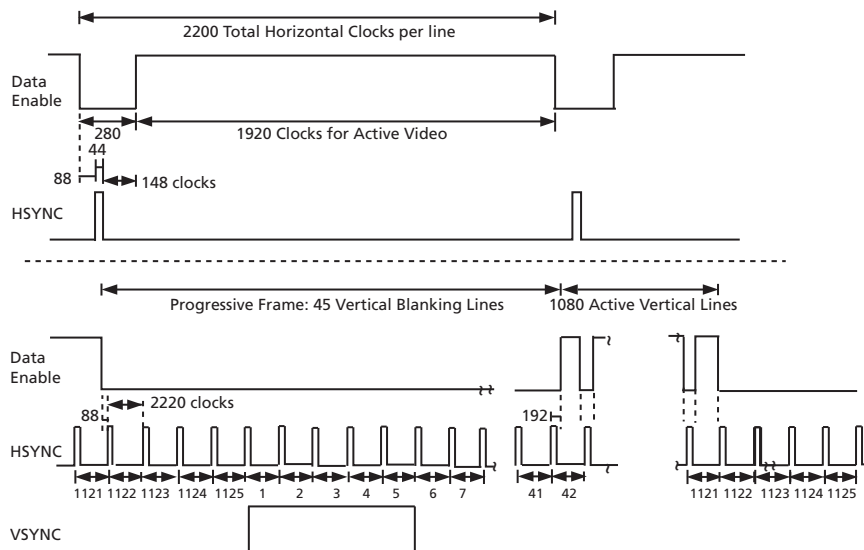 2200 Total Horizontal Clocks per line
Data
Enable
280
1920 Clocks for Active Video
44
88
148 clocks
HSYNC
Progressive Frame: 45 Vertical Blanking Lines
1080 Active Vertical Lines
Data
Enable
2220 clocks
88
192
HSYNC
1121 1122 1123 1124 1125 1 2 3 4 5 6 7 41 42 1121 1122 1123 1124 1125
VSYNC